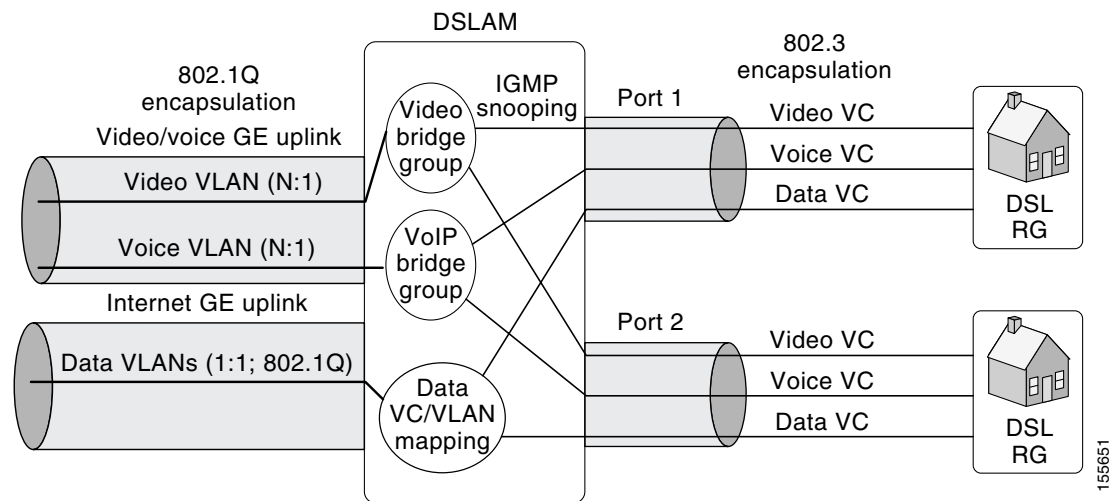 DSLAM
802.1Q
encapsulation
Video/voice GE uplink
Video VLAN (N:1)
Voice VLAN (N:1)
Internet GE uplink
Data VLANs (1:1; 802.1Q)
Video
bridge
group
VoIP
bridge
group
Data
VC/VLAN
mapping
IGMP
snooping
Port 1
802.3
encapsulation
Video VC
Voice VC
Data VC
DSL
RG
Port 2
Video VC
Voice VC
Data VC
DSL
RG
155651